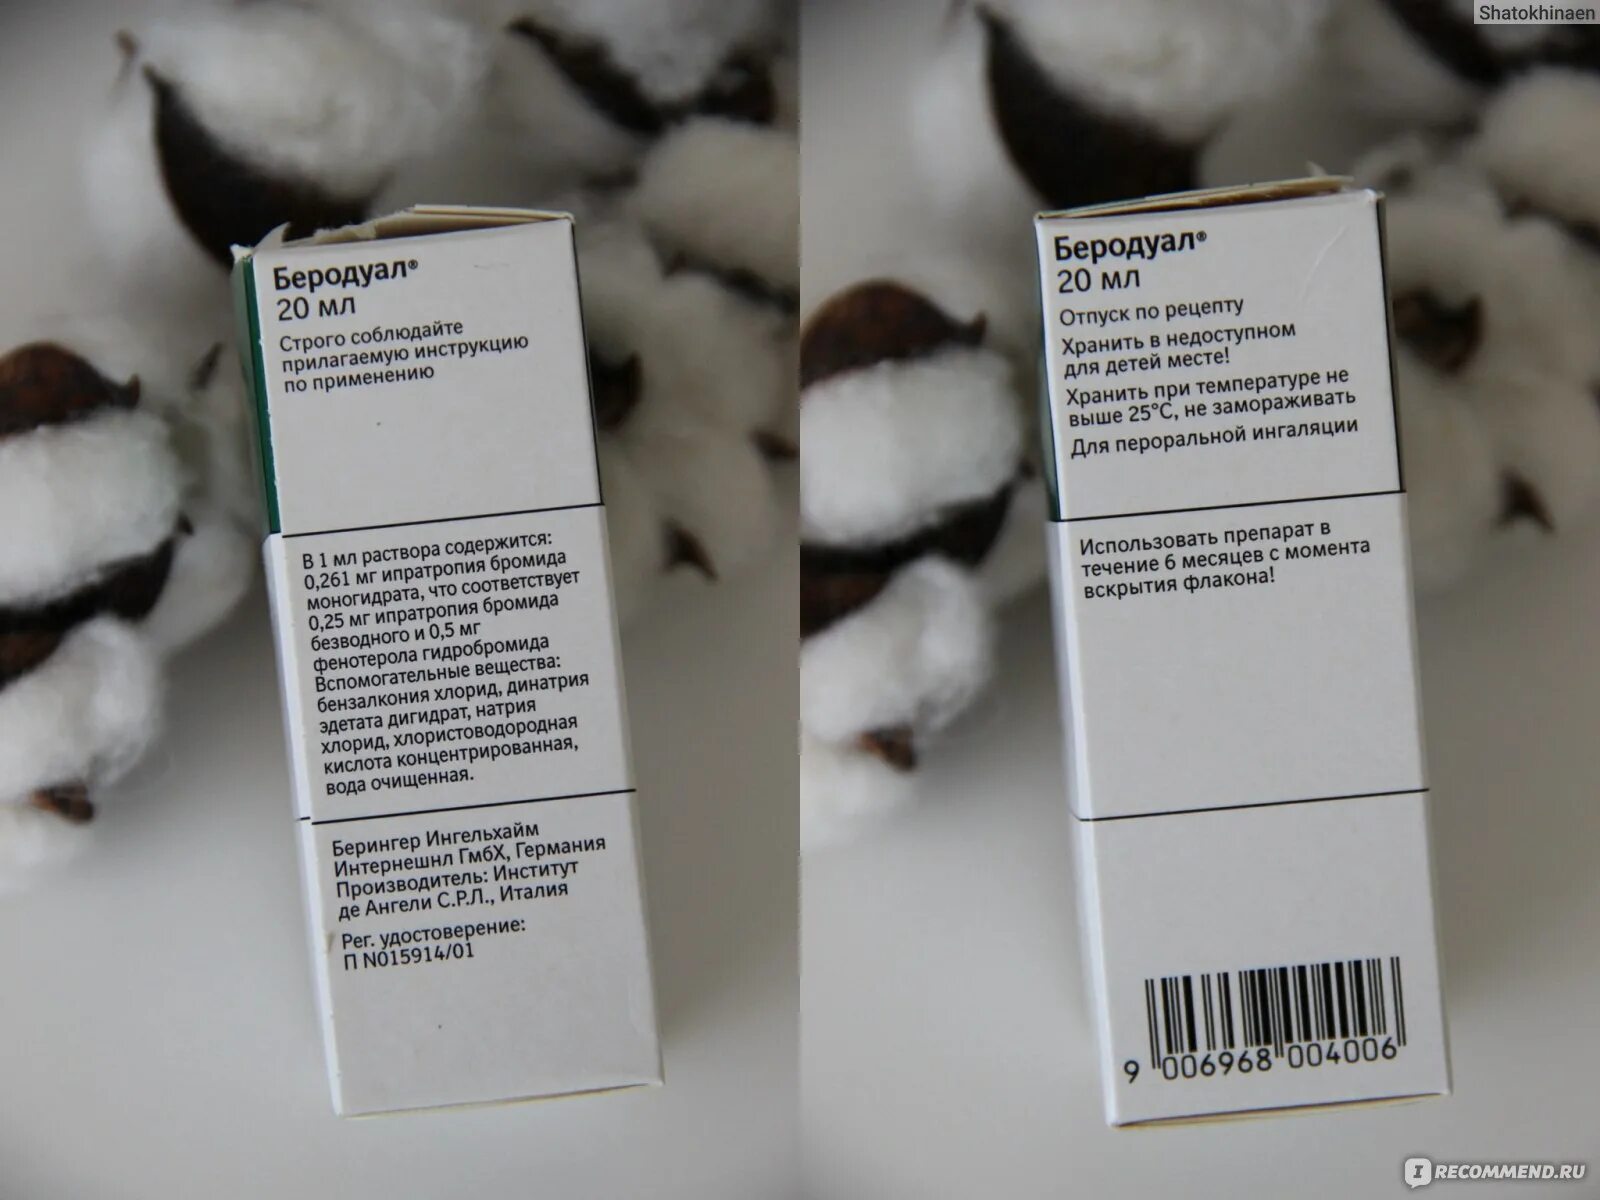 Shatokhinaen
Беродуал®
20 мл
Строго соблюдайте
прилагаемую инструкцию
по применению
В 1 мл раствора содержится:
0,261 мг ипратропия бромида
моногидрата, что соответствует
0,25 мг ипратропия бромида
безводного и 0,5 мг
фенотерола гидробромида
Вспомогательные вещества:
бензалкония хлорид, динатрия
эдетата дигидрат, натрия
хлорид, хлористоводородная
кислота концентрированная,
вода очищенная.
Берингер Ингельхайм
Интернешнл ГмбХ, Германия
Производитель: Институт
де Ангели С.Р.Л., Италия
Рег. удостоверение:
П N015914/01
Беродуал®
20 мл
Отпуск по рецепту
Хранить в недоступном
для детей месте!
Хранить при температуре не
выше 25°С, не замораживать
Для пероральной ингаляции
Использовать препарат в
течение 6 месяцев с момента
вскрытия флакона!
9 006968 004006
IRECOMMEND.RU